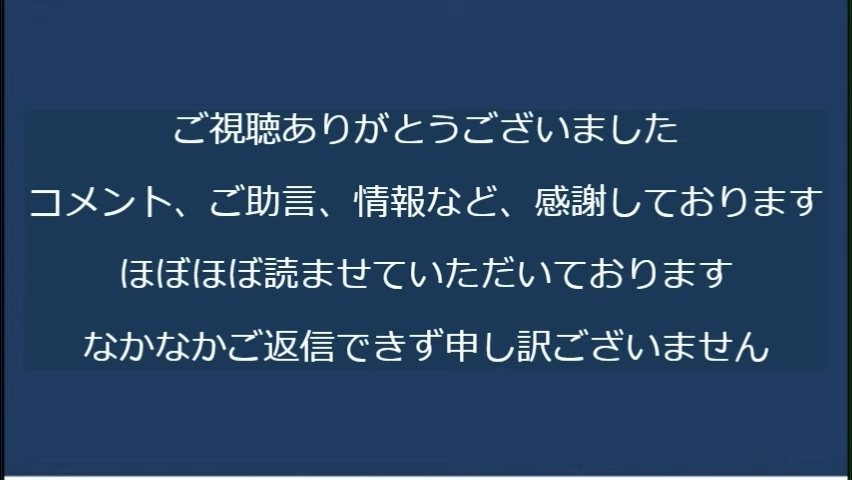 ご視聴ありがとうございました
コメント、ご助言、情報など、感謝しております
ほぼほぼ読ませていただいております
なかなかご返信できず申し訳ございません